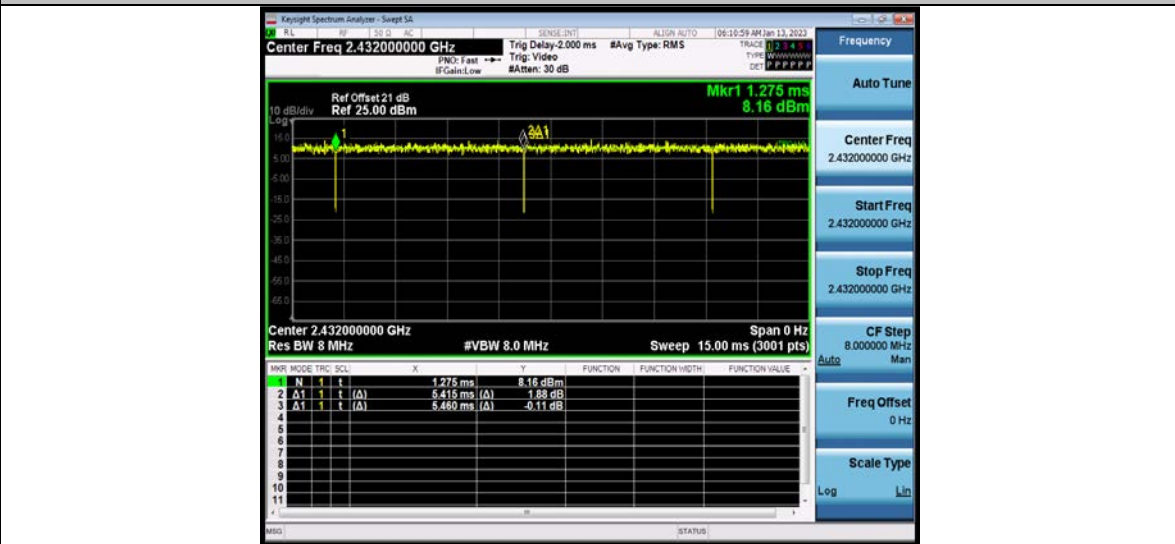 Keysight Spectrum Analyzer - Swept SA
RL RF 50 Ω AC SENSE:INT ALIGN AUTO 06:10:59 AM Jan 13, 2023
Center Freq 2.432000000 GHz
PNO: Fast
IFGain:Low
Trig Delay-2.000 ms
Trig: Video
#Atten: 30 dB
#Avg Type: RMS
TRACE 1 2 3 4 5 6
TYPE
DET P P P P P P
Mkr1 1.275 ms
8.16 dBm
Ref Offset 21 dB
10 dB/div Ref 25.00 dBm
Log
15.0
5.00
-5.00
-15.0
-25.0
-35.0
-45.0
-55.0
-65.0
1
Center 2.432000000 GHz Span 0 Hz
Res BW 8 MHz #VBW 8.0 MHz Sweep 15.00 ms (3001 pts)
MKR MODE TRC SCL X Y FUNCTION FUNCTION WIDTH FUNCTION VALUE
1 N 1 t 1.275 ms 8.16 dBm
2 Δ1 1 t (Δ) 5.415 ms (Δ) 1.88 dB
3 Δ1 1 t (Δ) 5.460 ms (Δ) -0.11 dB
4
5
6
7
8
9
10
11
MSG STATUS
Frequency
Auto Tune
Center Freq
2.432000000 GHz
Start Freq
2.432000000 GHz
Stop Freq
2.432000000 GHz
CF Step
8.000000 MHz
Auto Man
Freq Offset
0 Hz
Scale Type
Log Lin